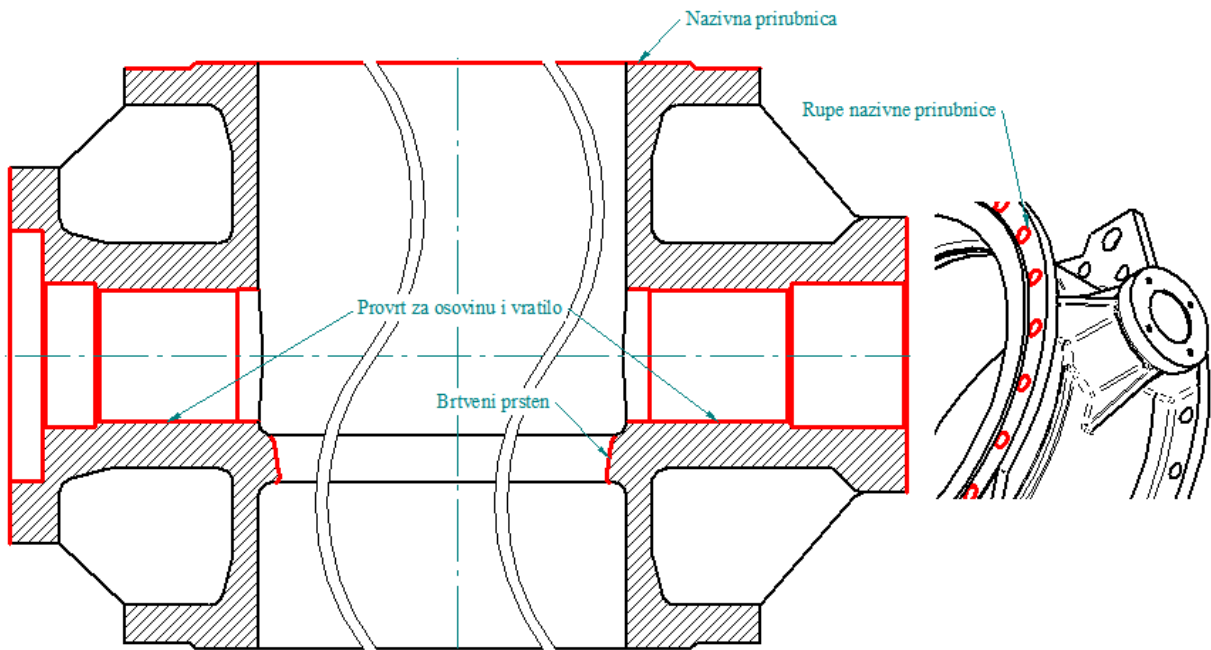 Nazivna prirubnica
Rupe nazivne prirubnice
Provrt za osovinu i vratilo
Brtveni prsten